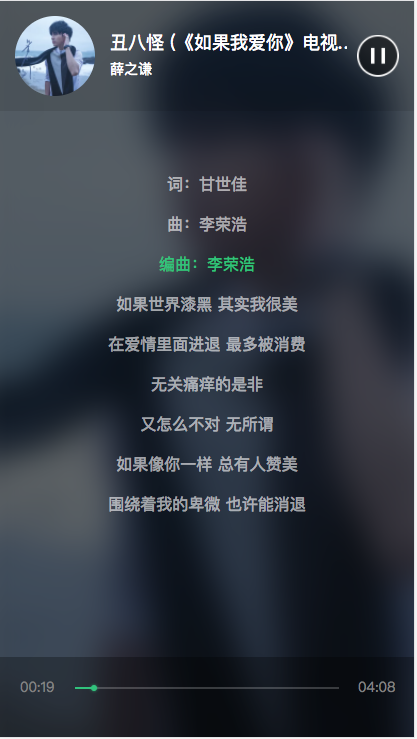 丑八怪 (《如果我爱你》电视..
薛之谦
词：甘世佳
曲：李荣浩
编曲：李荣浩
如果世界漆黑 其实我很美
在爱情里面进退 最多被消费
无关痛痒的是非
又怎么不对 无所谓
如果像你一样 总有人赞美
围绕着我的卑微 也许能消退
00:19
04:08